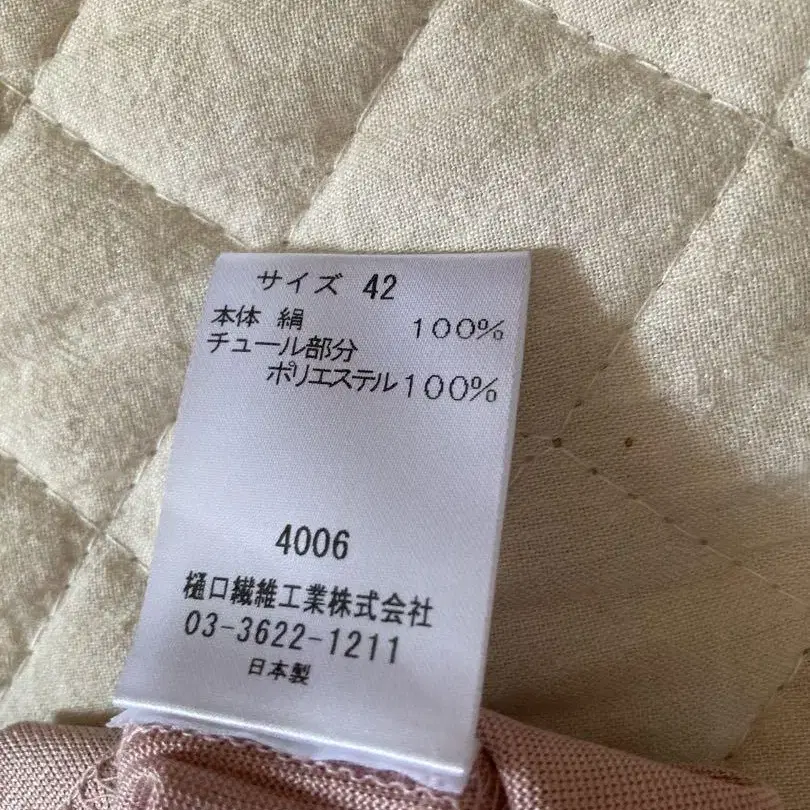 サイズ 42
本体 絹 100%
チュール部分
ポリエステル100%
4006
樋口繊維工業株式会社
03-3622-1211
日本製